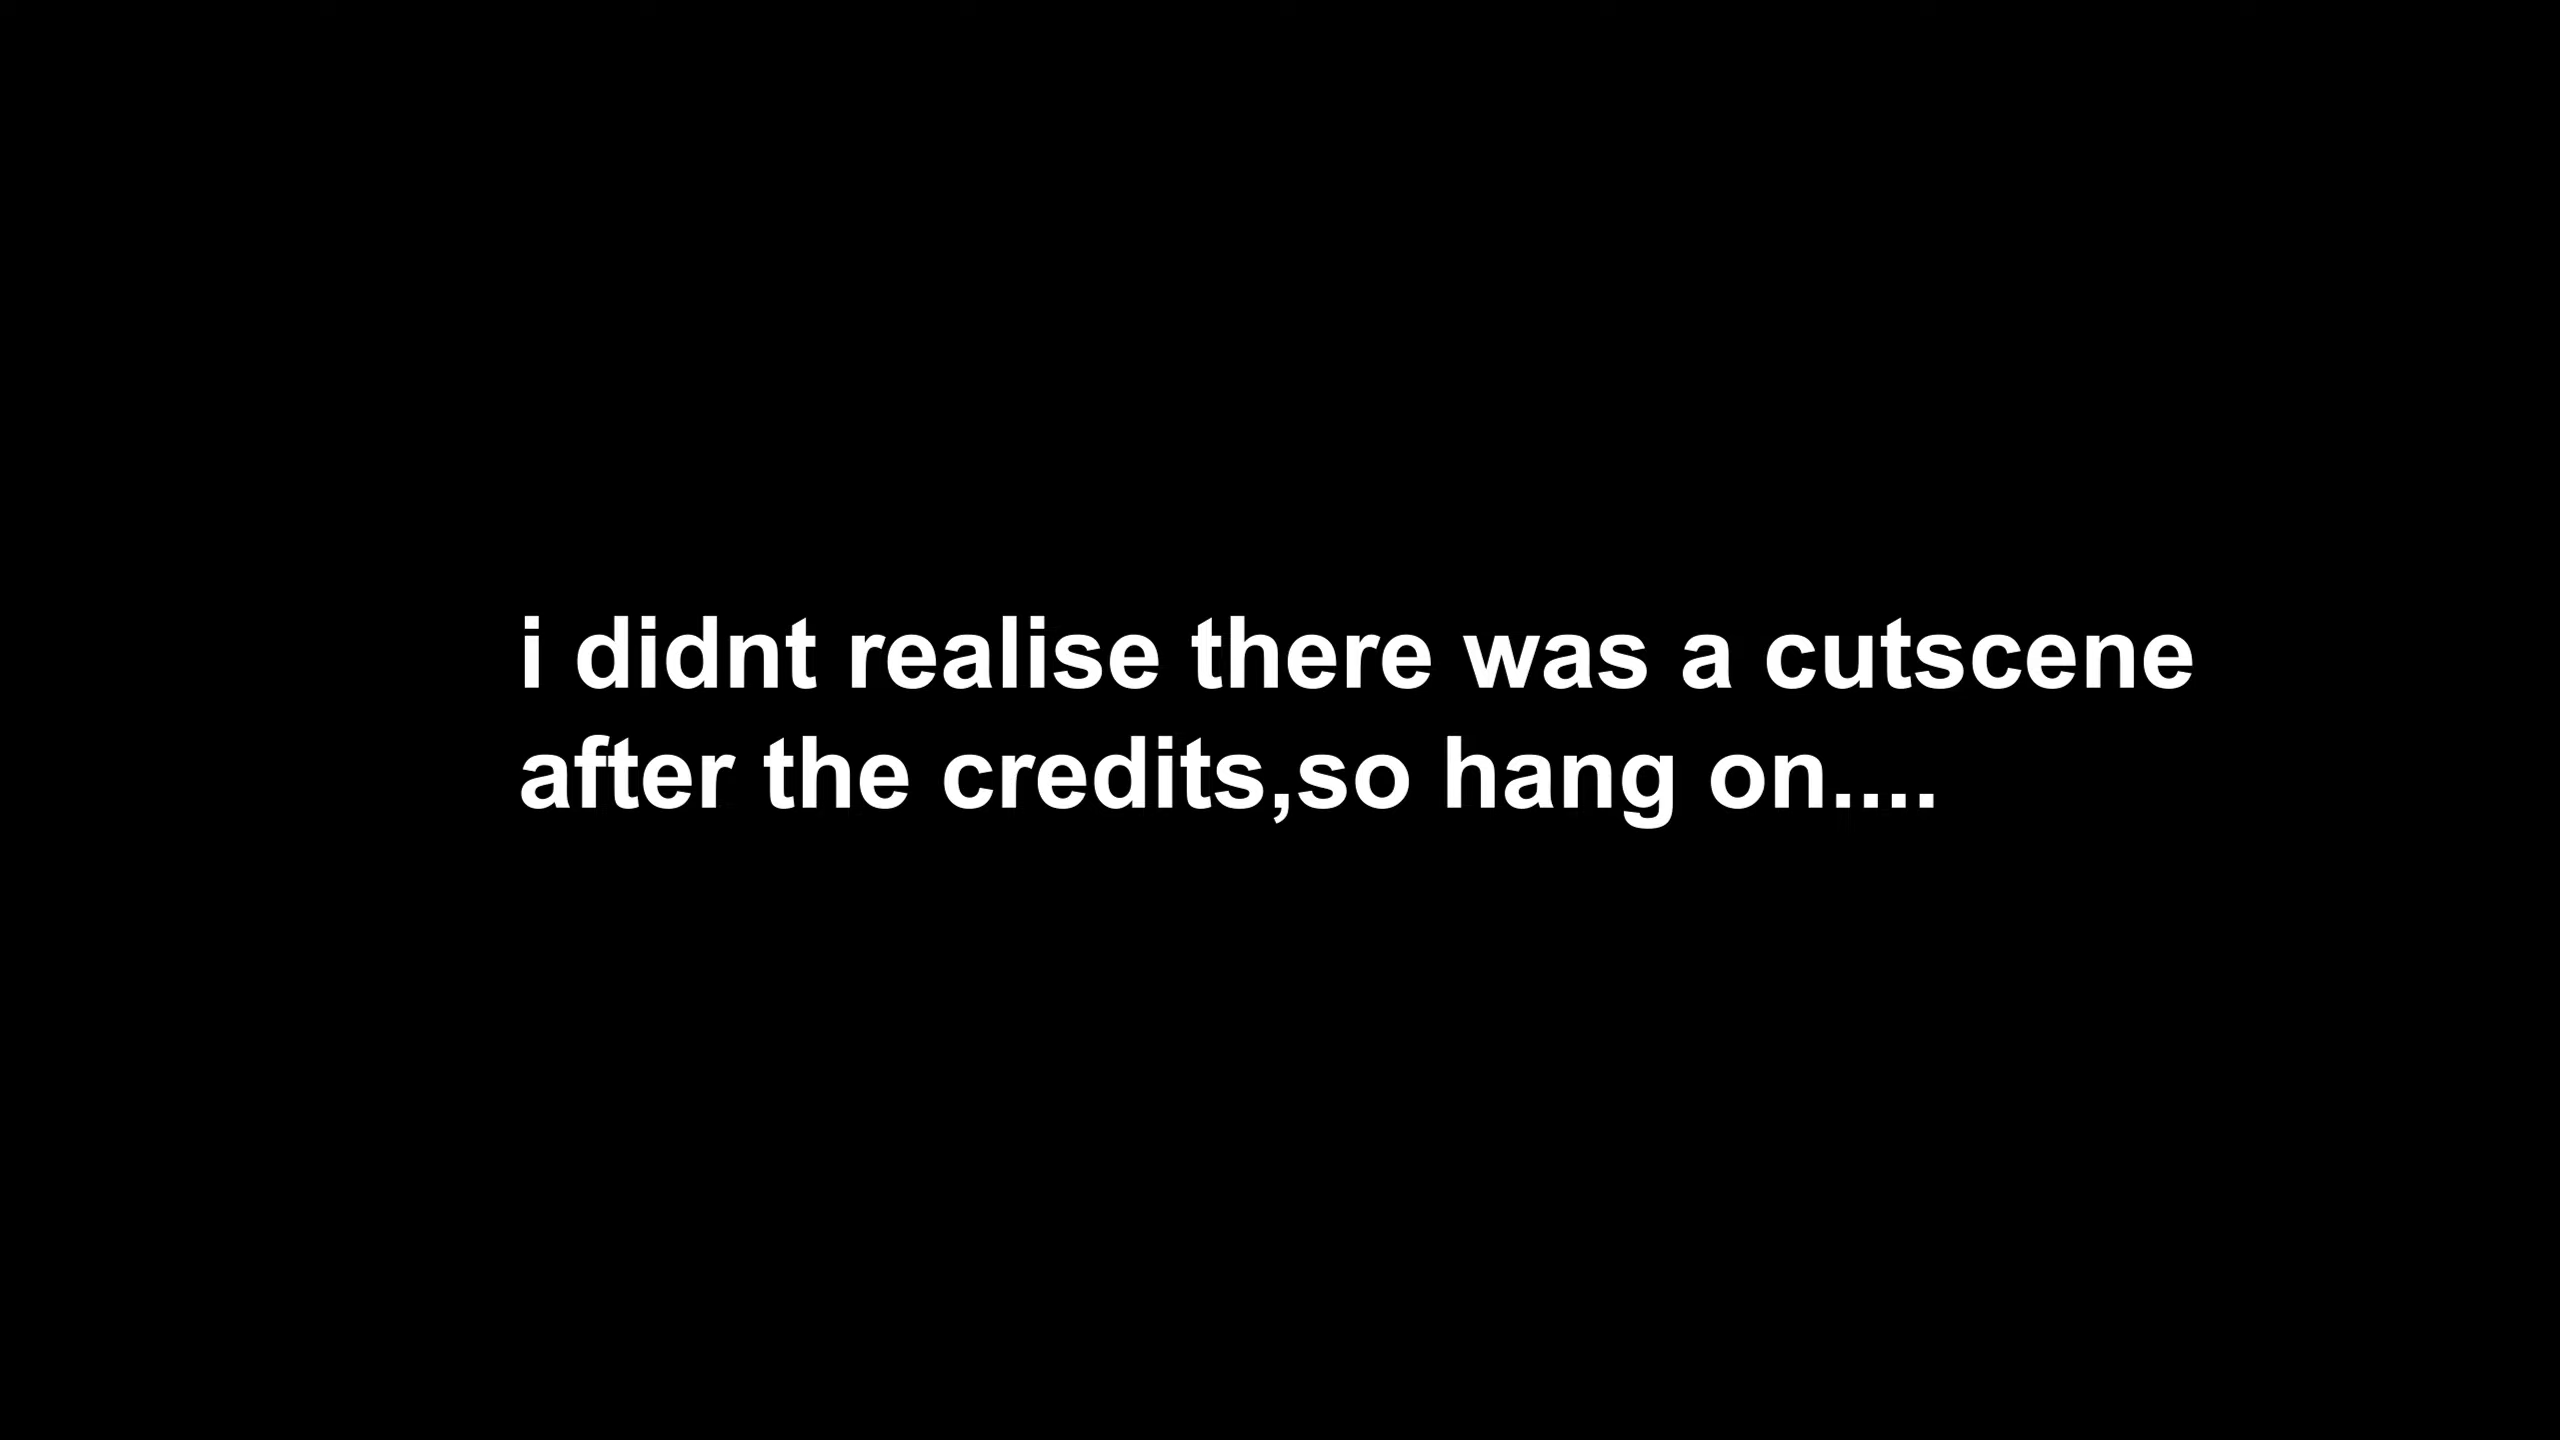 i didnt realise there was a cutscene
after the credits,so hang on....